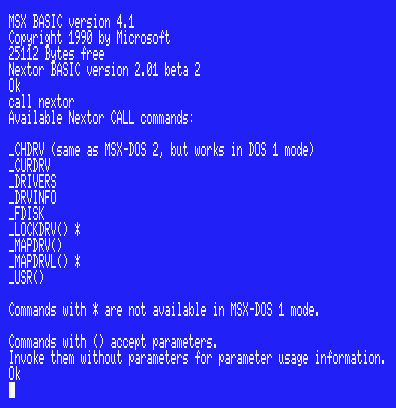 MSX BASIC version 4.1
Copyright 1990 by Microsoft
25112 Bytes free
Nextor BASIC version 2.01 beta 2
Ok
call nextor
Available Nextor CALL commands:
_CHDRV (same as MSX-DOS 2, but works in DOS 1 mode)
_CURDRV
_DRIVERS
_DRVINFO
_FDISK
_LOCKDRV() *
_MAPDRV()
_MAPDRVL() *
_USR()
Commands with * are not available in MSX-DOS 1 mode.
Commands with () accept parameters.
Invoke them without parameters for parameter usage information.
Ok